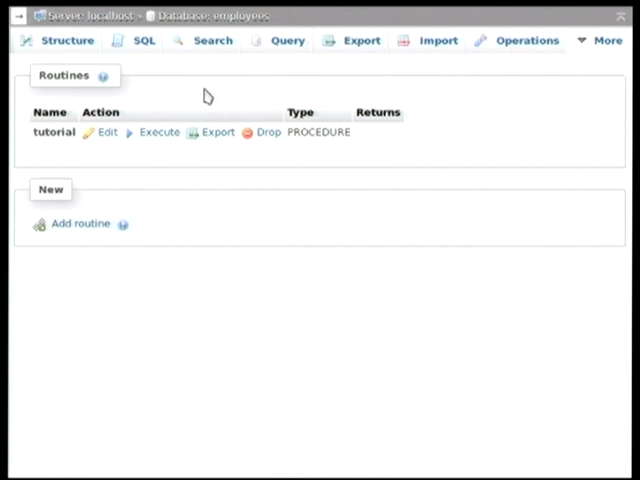 Server: localhost » Database: employees
Structure SQL Search Query Export Import Operations More
Routines
Name Action Type Returns
tutorial Edit Execute Export Drop PROCEDURE
New
Add routine